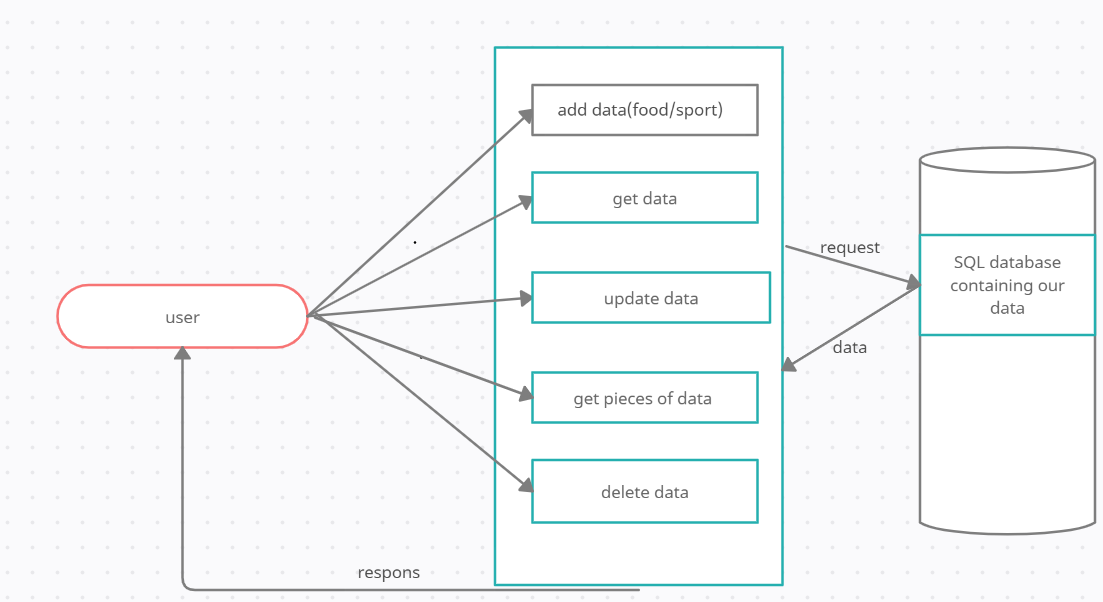 add data(food/sport)
get data
request
SQL database
containing our
data
update data
user
data
get pieces of data
delete data
respons